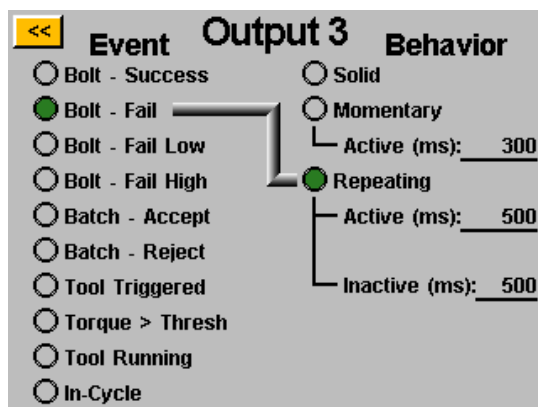 <<
Output 3
Event
Behavior
Bolt - Success
Bolt - Fail
Bolt - Fail Low
Bolt - Fail High
Batch - Accept
Batch - Reject
Tool Triggered
Torque > Thresh
Tool Running
In-Cycle
Solid
Momentary
Active (ms): 300
Repeating
Active (ms): 500
Inactive (ms): 500